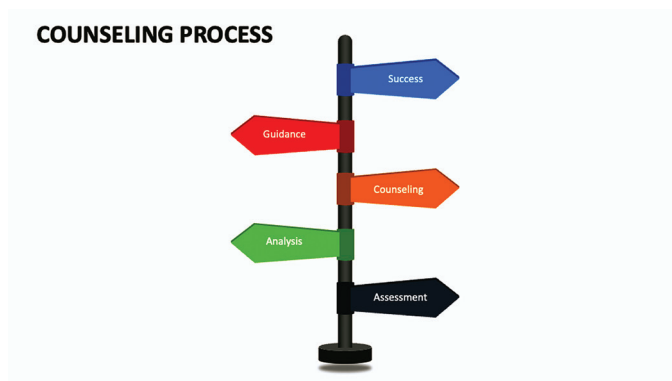 COUNSELING PROCESS
Success
Guidance
Counseling
Analysis
Assessment